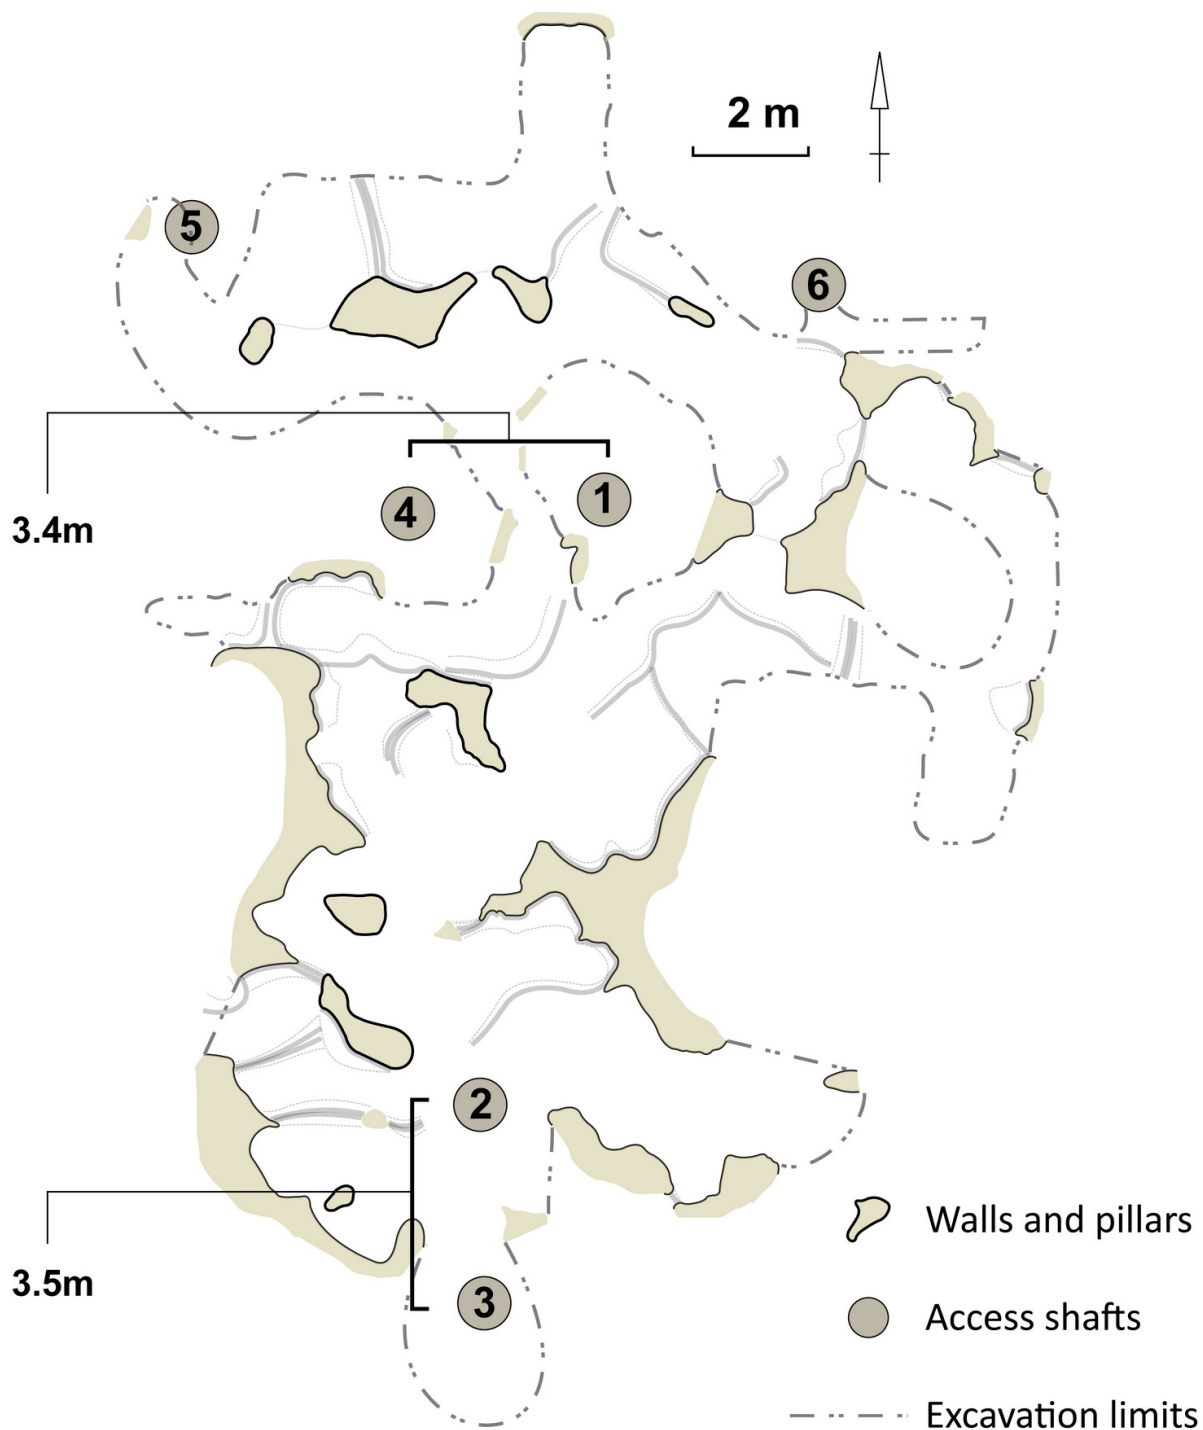 2 m
5
6
1
4
3.4m
2
3.5m
3
Walls and pillars
Access shafts
Excavation limits